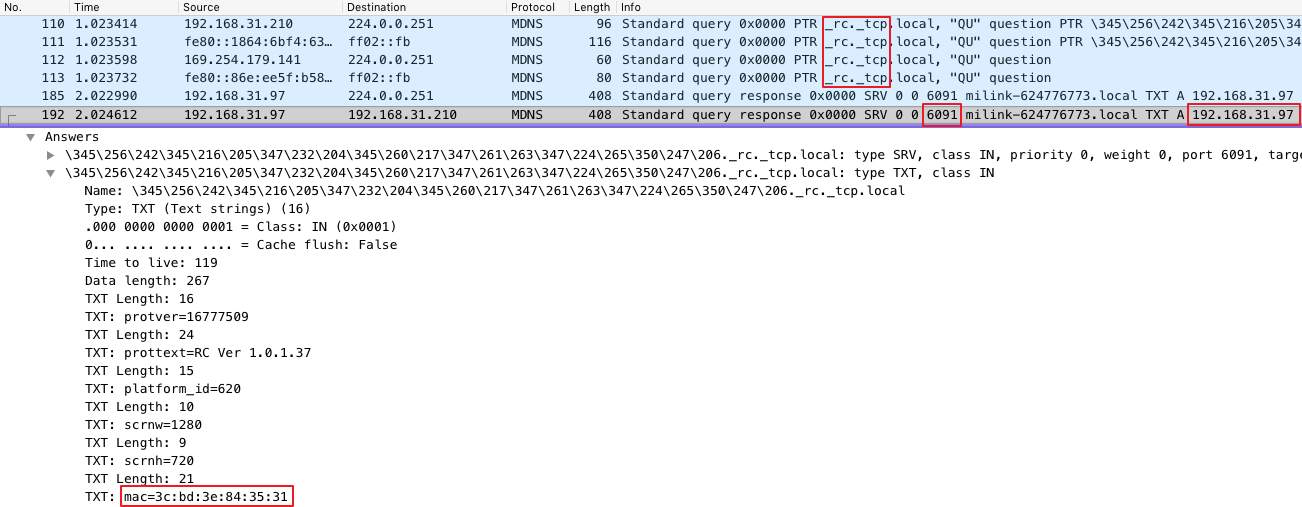 No. Time Source Destination Protocol Length Info
110 1.023414 192.168.31.210 224.0.0.251 MDNS 96 Standard query 0x0000 PTR _rc._tcp.local, "QU" question PTR \345\256\242\345\216\205\34
111 1.023531 fe80::1864:6bf4:63… ff02::fb MDNS 116 Standard query 0x0000 PTR _rc._tcp.local, "QU" question PTR \345\256\242\345\216\205\34
112 1.023598 169.254.179.141 224.0.0.251 MDNS 60 Standard query 0x0000 PTR _rc._tcp.local, "QU" question
113 1.023732 fe80::86e:ee5f:b58… ff02::fb MDNS 80 Standard query 0x0000 PTR _rc._tcp.local, "QU" question
185 2.022990 192.168.31.97 224.0.0.251 MDNS 408 Standard query response 0x0000 SRV 0 0 6091 milink-624776773.local TXT A 192.168.31.97
192 2.024612 192.168.31.97 192.168.31.210 MDNS 408 Standard query response 0x0000 SRV 0 0 6091 milink-624776773.local TXT A 192.168.31.97
Answers
\345\256\242\345\216\205\347\232\204\345\260\217\347\261\263\347\224\265\350\247\206._rc._tcp.local: type SRV, class IN, priority 0, weight 0, port 6091, targe
\345\256\242\345\216\205\347\232\204\345\260\217\347\261\263\347\224\265\350\247\206._rc._tcp.local: type TXT, class IN
Name: \345\256\242\345\216\205\347\232\204\345\260\217\347\261\263\347\224\265\350\247\206._rc._tcp.local
Type: TXT (Text strings) (16)
.000 0000 0000 0001 = Class: IN (0x0001)
0... .... .... .... = Cache flush: False
Time to live: 119
Data length: 267
TXT Length: 16
TXT: protver=16777509
TXT Length: 24
TXT: prottext=RC Ver 1.0.1.37
TXT Length: 15
TXT: platform_id=620
TXT Length: 10
TXT: scrnw=1280
TXT Length: 9
TXT: scrnh=720
TXT Length: 21
TXT: mac=3c:bd:3e:84:35:31